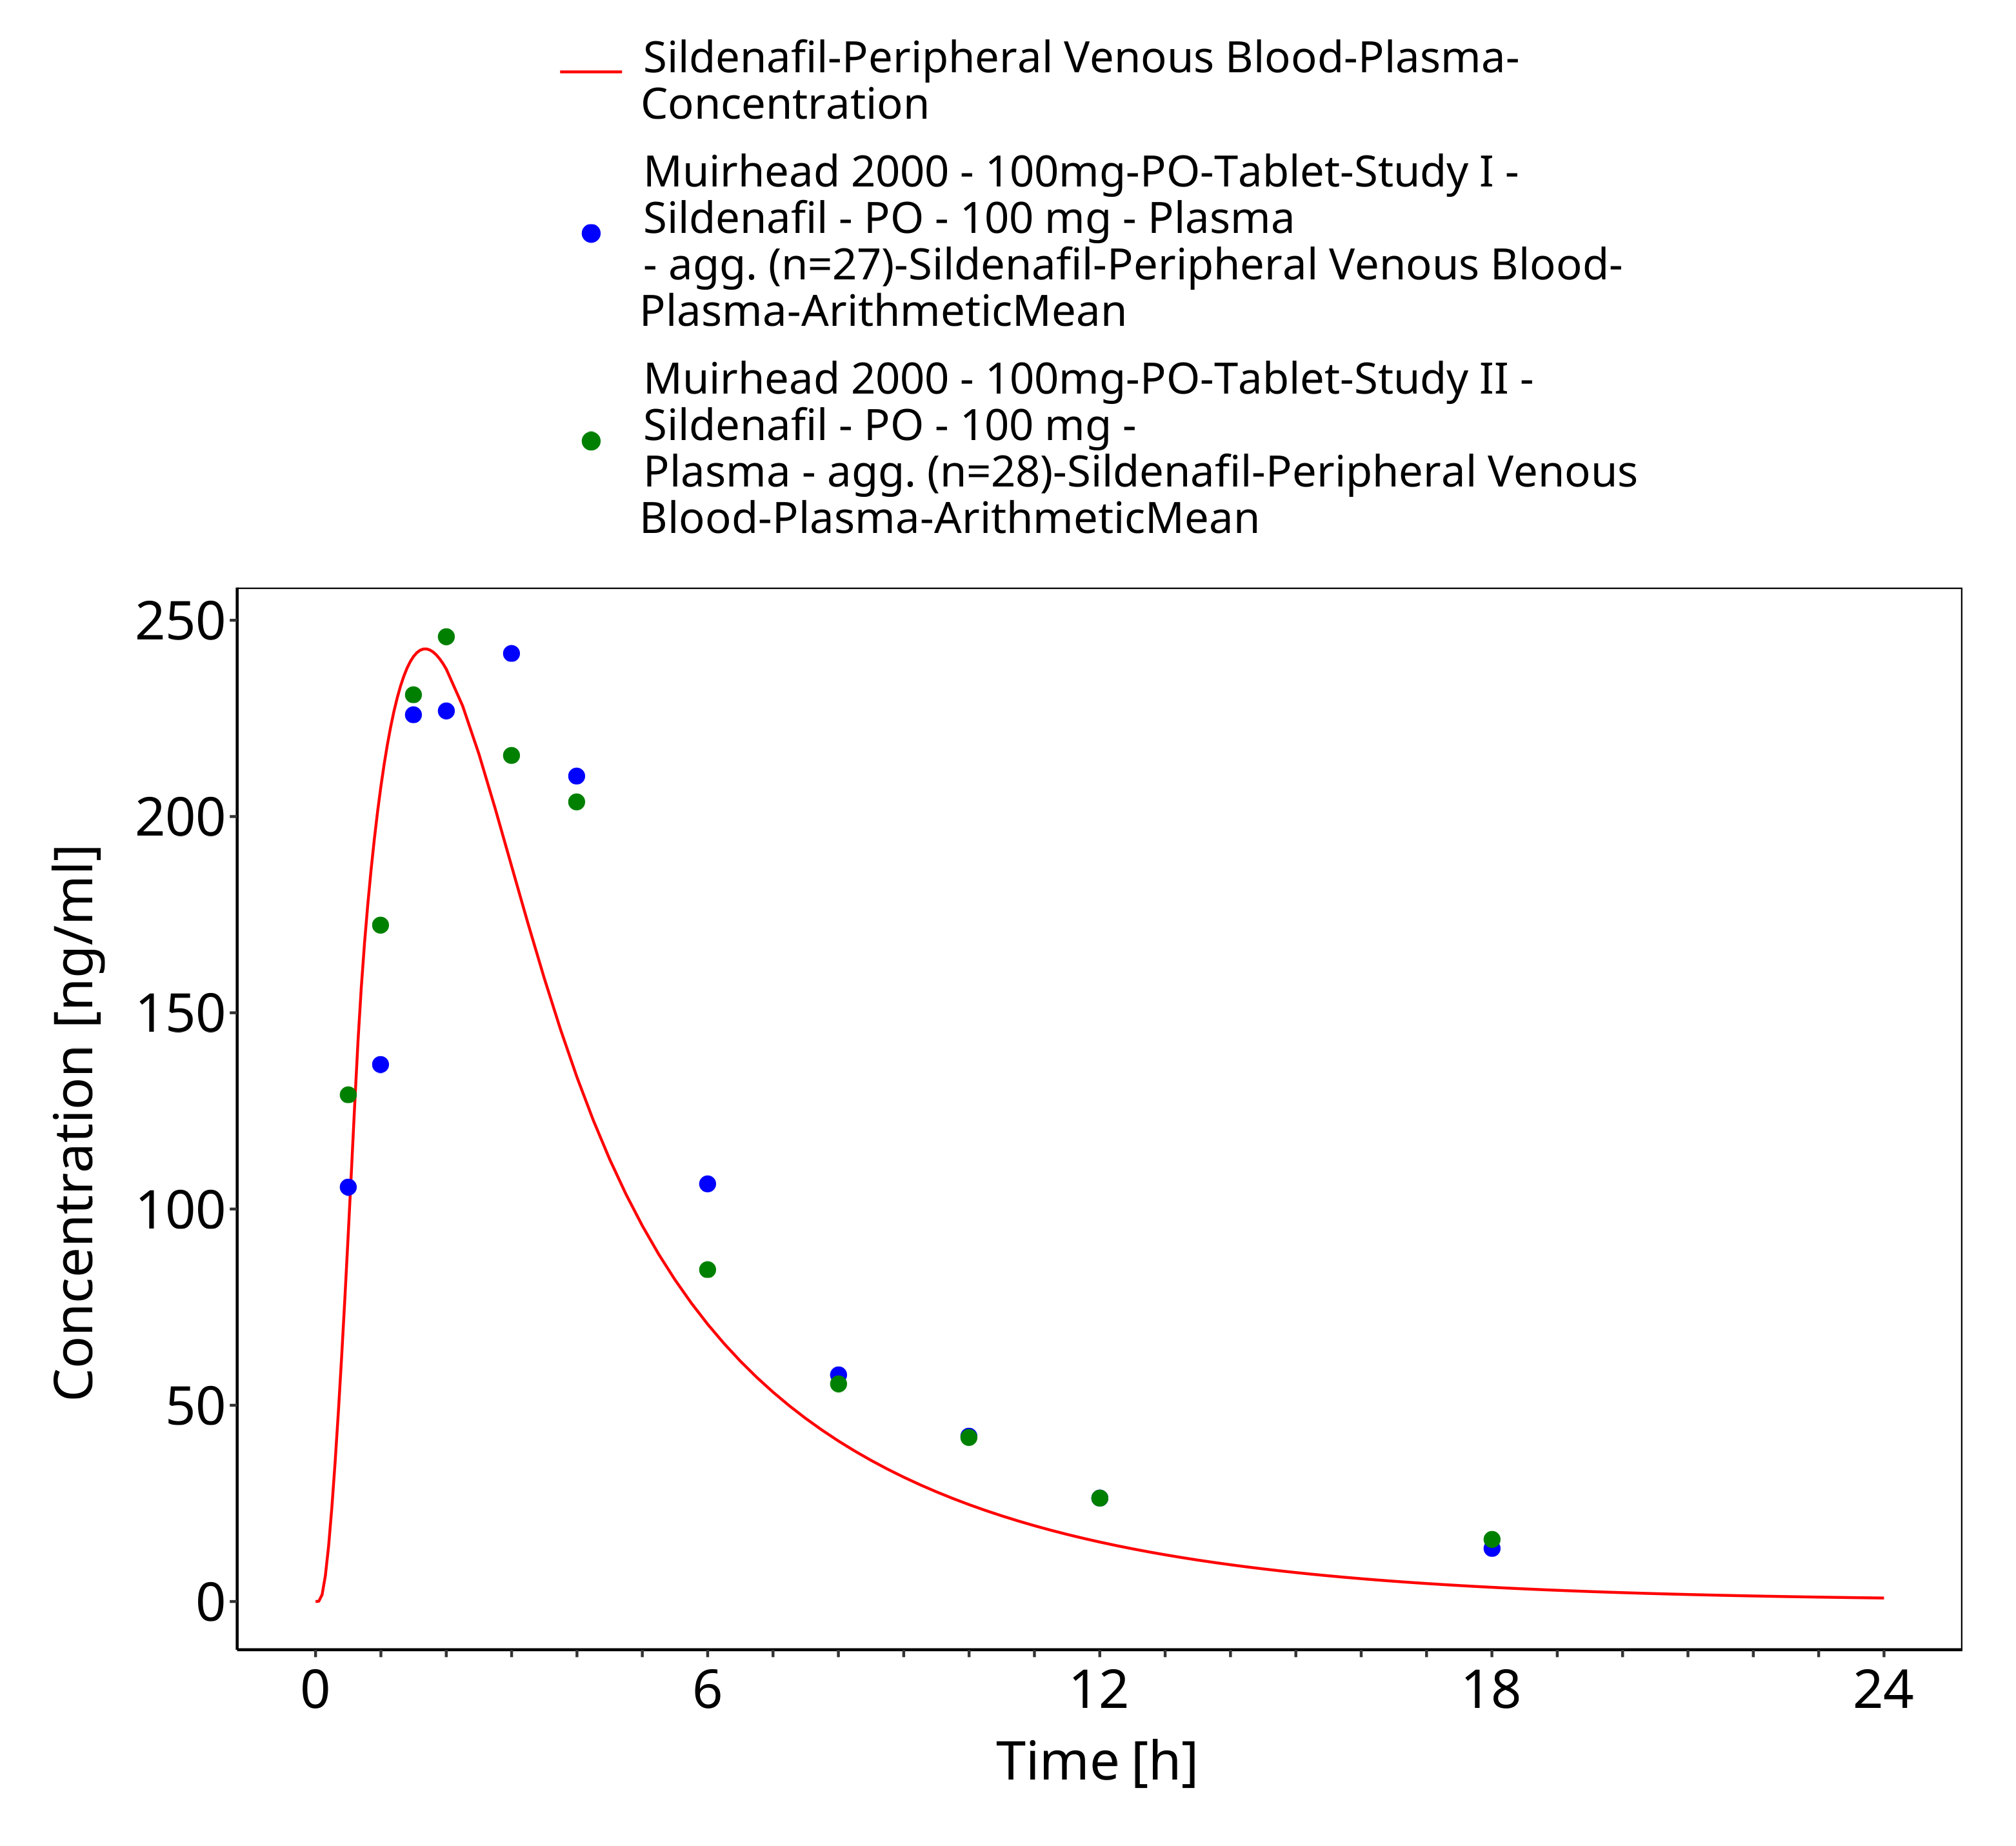 Sildenafil-Peripheral Venous Blood-Plasma-
Concentration
Muirhead 2000 - 100mg-PO-Tablet-Study I -
Sildenafil - PO - 100 mg - Plasma
- agg. (n=27)-Sildenafil-Peripheral Venous Blood-
Plasma-ArithmeticMean
Muirhead 2000 - 100mg-PO-Tablet-Study II -
Sildenafil - PO - 100 mg -
Plasma - agg. (n=28)-Sildenafil-Peripheral Venous
Blood-Plasma-ArithmeticMean
250
200
150
100
50
0
Concentration [ng/ml]
0 6 12 18 24
Time [h]